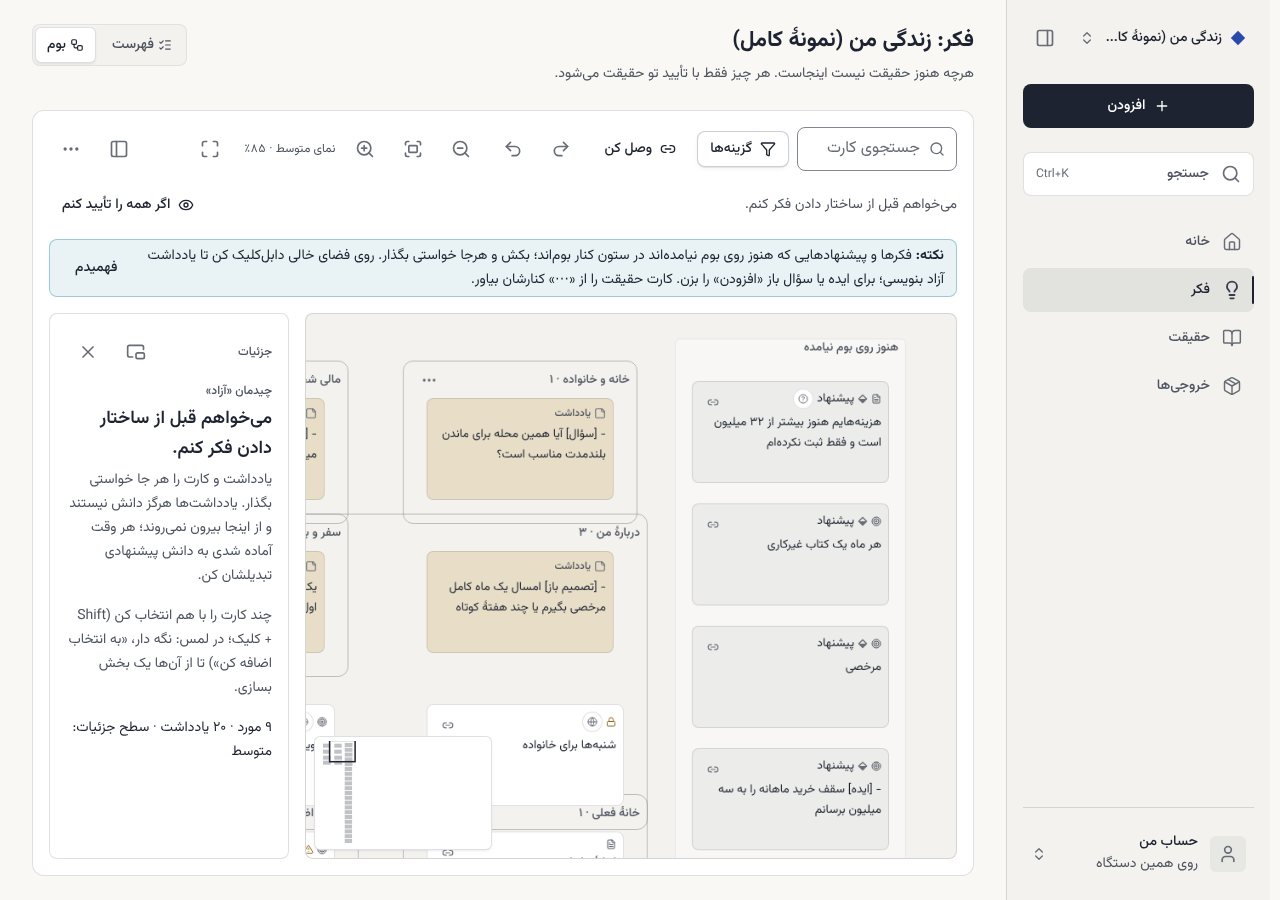 زندگی من (نمونهٔ کا...
افزودن
جستجو
Ctrl+K
خانه
فکر
حقیقت
خروجی‌ها
حساب من
روی همین دستگاه
فکر: زندگی من (نمونهٔ کامل)
هرچه هنوز حقیقت نیست اینجاست. هر چیز فقط با تأیید تو حقیقت می‌شود.
فهرست
بوم
جستجوی کارت
گزینه‌ها
وصل کن
نمای متوسط · ۸۵٪
می‌خواهم قبل از ساختار دادن فکر کنم.
اگر همه را تأیید کنم
نکته: فکرها و پیشنهادهایی که هنوز روی بوم نیامده‌اند در ستون کنار بوم‌اند؛ بکش و هرجا خواستی بگذار. روی فضای خالی دابل‌کلیک کن تا یادداشت
آزاد بنویسی؛ برای ایده یا سؤال باز «افزودن» را بزن. کارت حقیقت را از «···» کنارشان بیاور.
فهمیدم
هنوز روی بوم نیامده
پیشنهاد
هزینه‌هایم هنوز بیشتر از ۳۲ میلیون
است و فقط ثبت نکرده‌ام
پیشنهاد
هر ماه یک کتاب غیرکاری
پیشنهاد
مرخصی
پیشنهاد
- [ایده] سقف خرید ماهانه را به سه
میلیون برسانم
خانه و خانواده · ۱
یادداشت
- [سؤال] آیا همین محله برای ماندن
بلندمدت مناسب است؟
دربارهٔ من · ۳
یادداشت
- [تصمیم باز] امسال یک ماه کامل
مرخصی بگیرم یا چند هفتهٔ کوتاه
شنبه‌ها برای خانواده
خانهٔ فعلی · ۱
سفر و
یک
اول
جزئیات
چیدمان «آزاد»
می‌خواهم قبل از ساختار
دادن فکر کنم.
یادداشت و کارت را هر جا خواستی
بگذار. یادداشت‌ها هرگز دانش نیستند
و از اینجا بیرون نمی‌روند؛ هر وقت
آماده شدی به دانش پیشنهادی
تبدیلشان کن.
چند کارت را با هم انتخاب کن (Shift
+ کلیک؛ در لمس: نگه دار، «به انتخاب
اضافه کن») تا از آن‌ها یک بخش
بسازی.
۹ مورد · ۲۰ یادداشت · سطح جزئیات:
متوسط